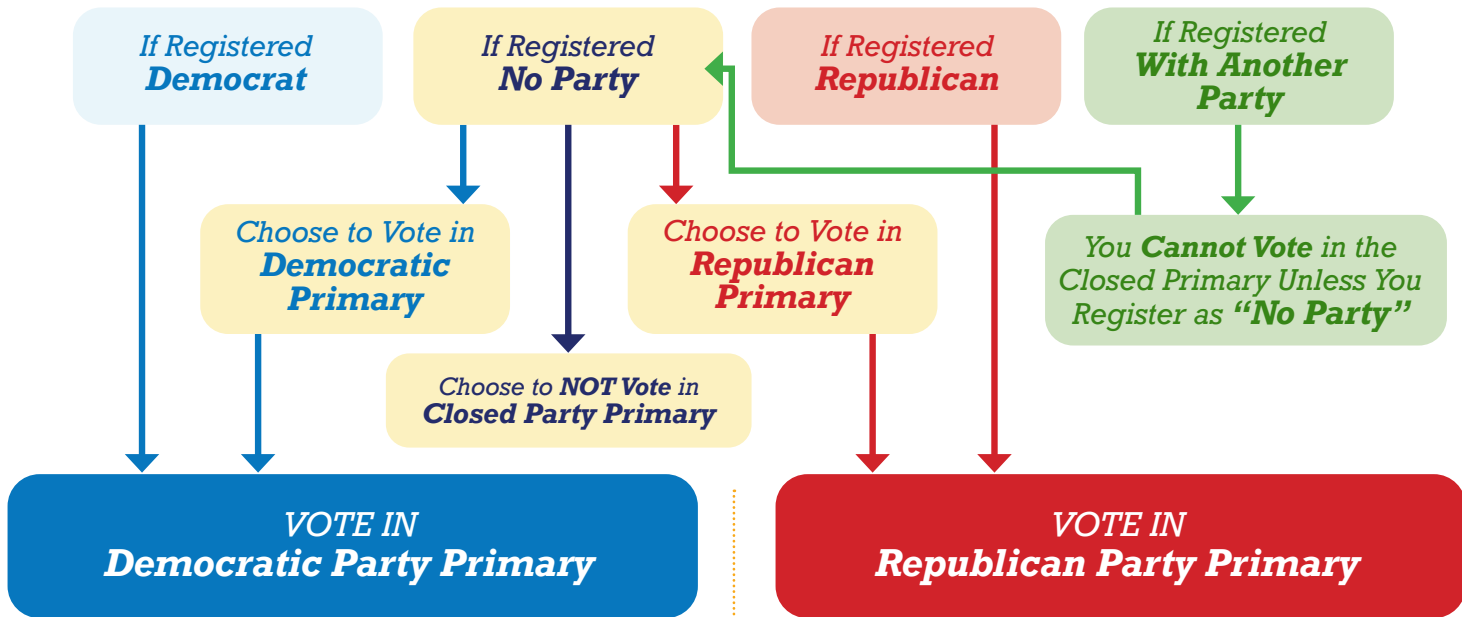 If Registered
Democrat
If Registered
No Party
If Registered
Republican
If Registered
With Another
Party
Choose to Vote in
Democratic
Primary
Choose to Vote in
Republican
Primary
You Cannot Vote in the
Closed Primary Unless You
Register as “No Party”
Choose to NOT Vote in
Closed Party Primary
VOTE IN
Democratic Party Primary
VOTE IN
Republican Party Primary